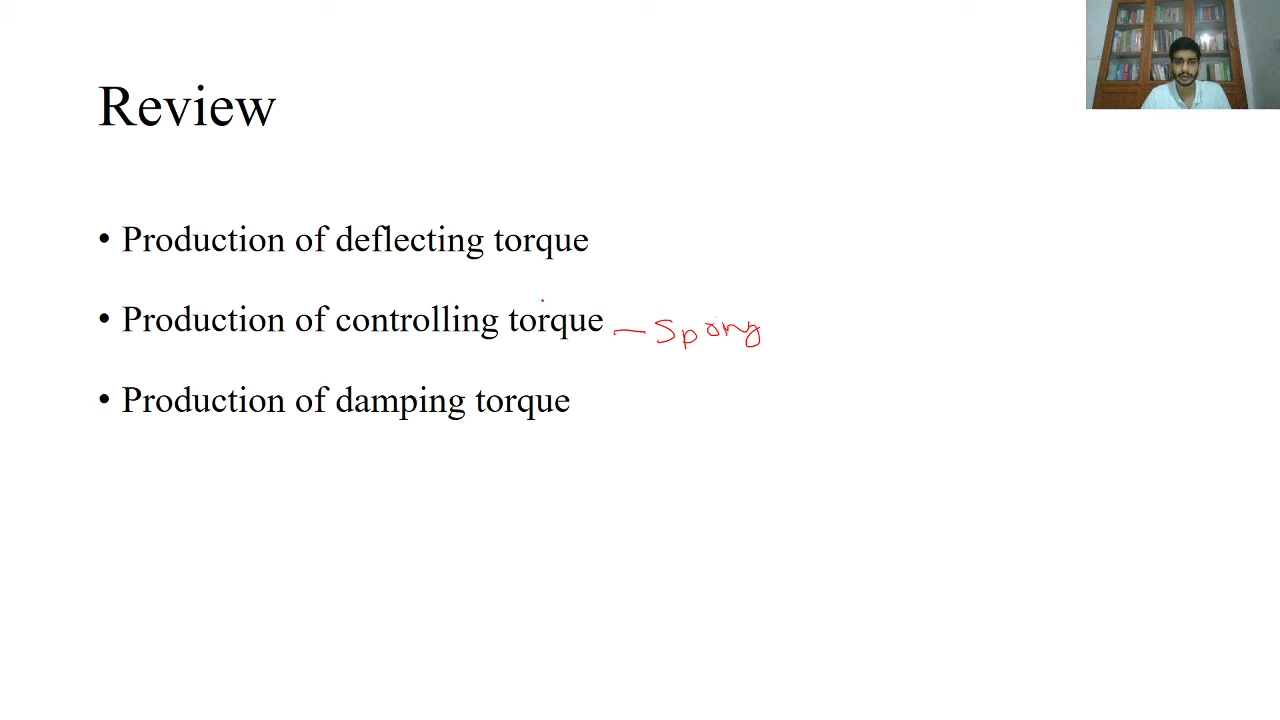 Review
• Production of deflecting torque
• Production of controlling torque — Spring
• Production of damping torque